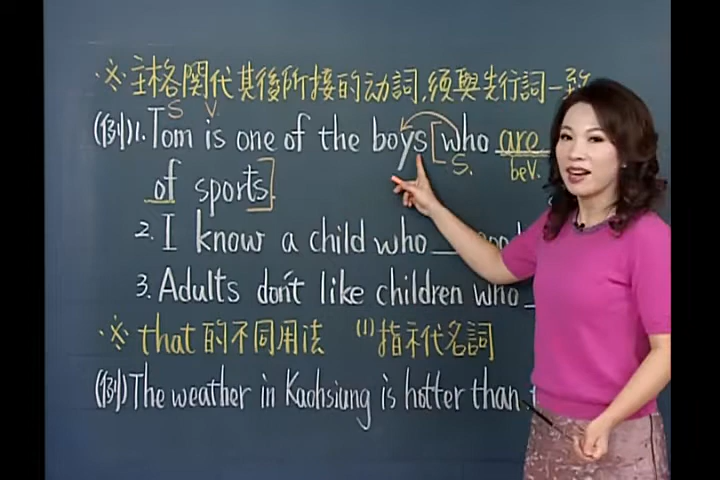 ※主格関代其後所接的动詞,須與先行詞一致
S V.
(例)1. Tom is one of the boys [who are
S. beV.
of sports].
2. I know a child who
3. Adults don't like children who
※ that 的不同用法 (1)指示代名詞
(例) The weather in Kaohsiung is hotter than